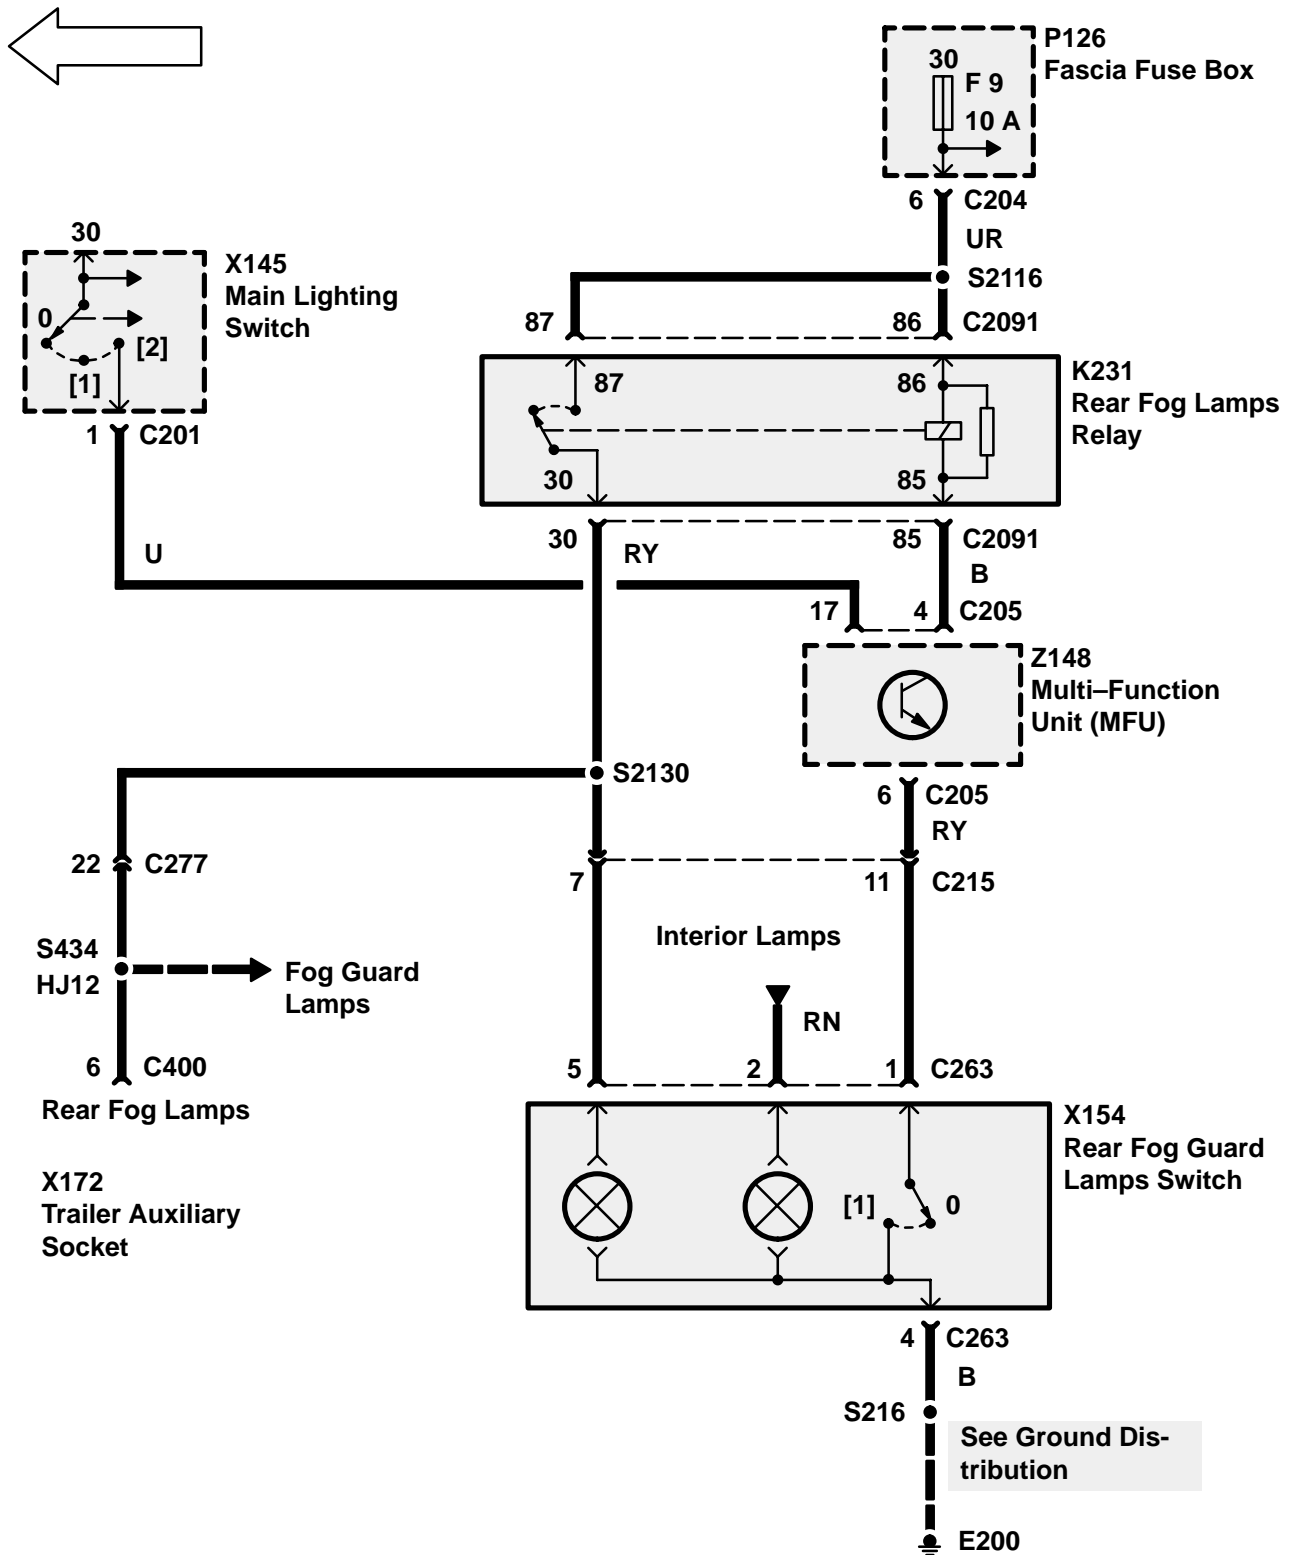 P126
Fascia Fuse Box
30
F 9
10 A
6 C204
UR
S2116
30
X145
Main Lighting
Switch
0
[2]
[1]
1 C201
U
87 86 C2091
87 86
30 85
K231
Rear Fog Lamps
Relay
30 RY 85 C2091
B
17 4 C205
Z148
Multi–Function
Unit (MFU)
S2130
6 C205
RY
22 C277
7 11 C215
S434
HJ12
Fog Guard
Lamps
Interior Lamps
RN
6 C400
5 2 1 C263
Rear Fog Lamps
X172
Trailer Auxiliary
Socket
X154
Rear Fog Guard
Lamps Switch
[1] 0
4 C263
B
S216
See Ground Dis-
tribution
E200